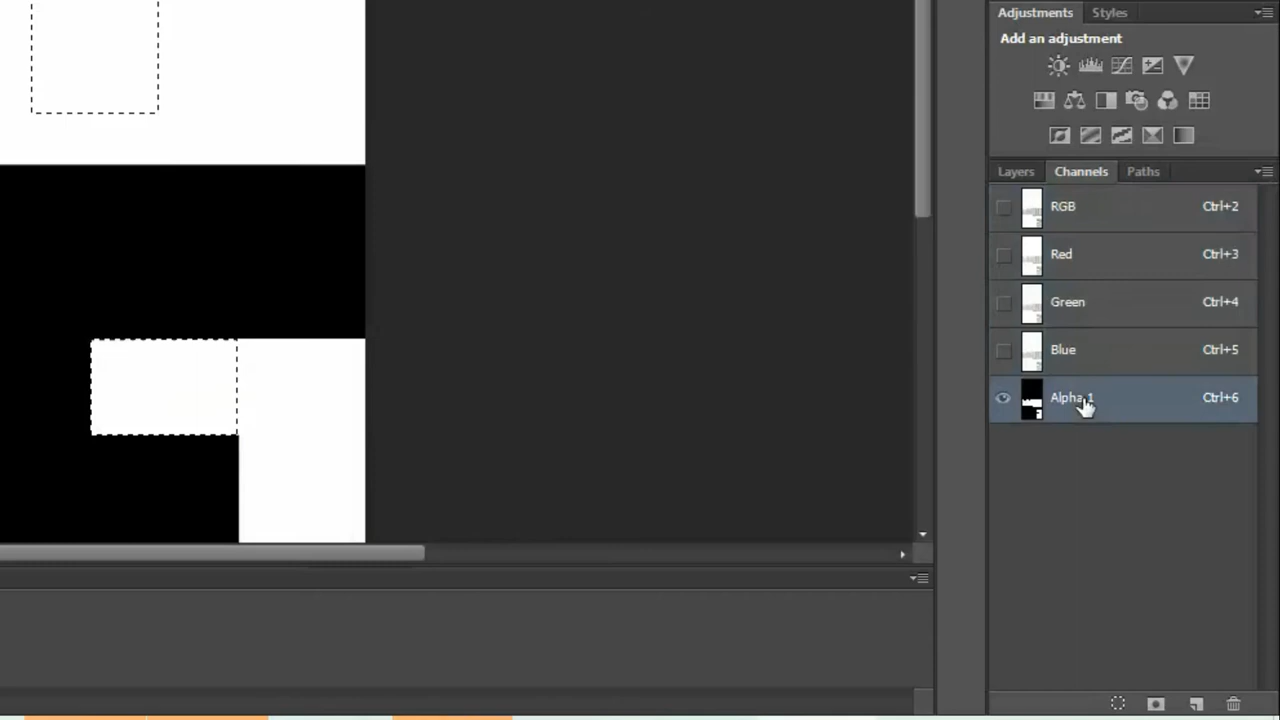 Adjustments Styles
Add an adjustment
Layers Channels Paths
RGB Ctrl+2
Red Ctrl+3
Green Ctrl+4
Blue Ctrl+5
Alpha 1 Ctrl+6